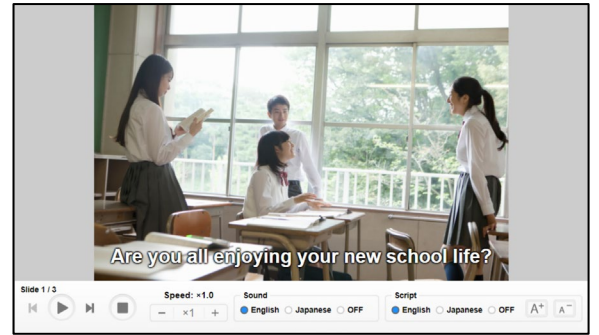 Are you all enjoying your new school life?
Slide 1 / 3
Speed: ×1.0
− ×1 +
Sound
English Japanese OFF
Script
English Japanese OFF
A+ A−